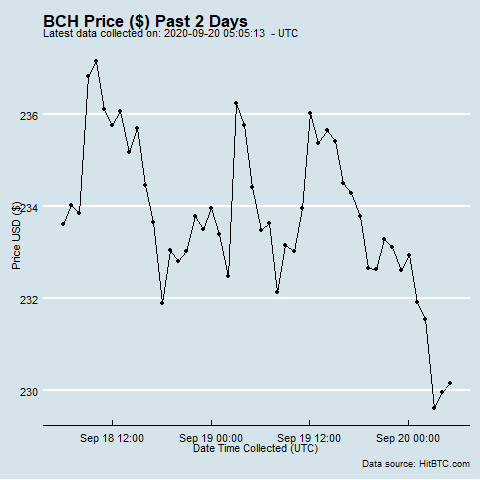 BCH Price ($) Past 2 Days
Latest data collected on: 2020-09-20 05:05:13 - UTC
Price USD ($)
236
234
232
230
Sep 18 12:00
Sep 19 00:00
Sep 19 12:00
Sep 20 00:00
Date Time Collected (UTC)
Data source: HitBTC.com